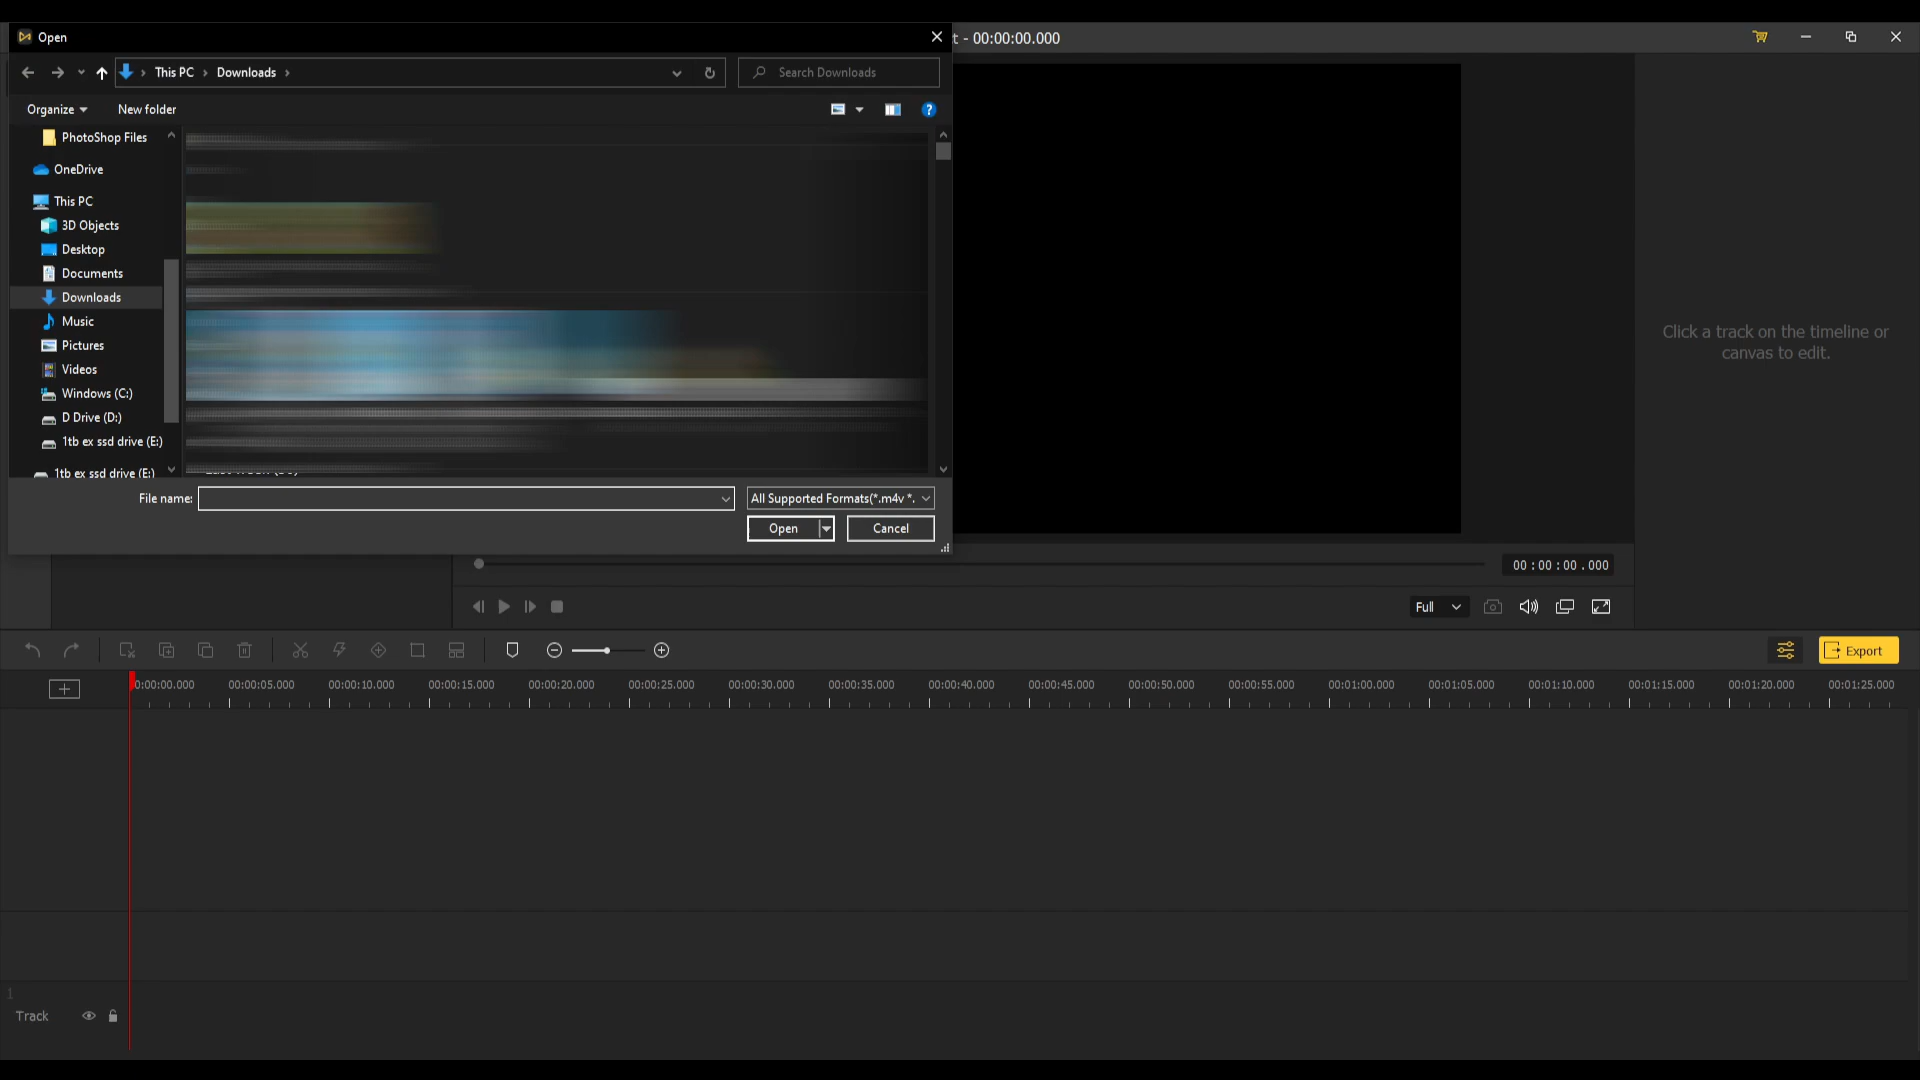 Open
t - 00:00:00.000
This PC
Downloads
Search Downloads
Organize
New folder
PhotoShop Files
OneDrive
This PC
3D Objects
Desktop
Documents
Downloads
Music
Pictures
Videos
Windows (C:)
D Drive (D:)
1tb ex ssd drive (E:)
1tb ex ssd drive (E:)
File name:
All Supported Formats(*.m4v *.
Open
Cancel
Click a track on the timeline or
canvas to edit.
00 : 00 : 00 . 000
Full
Export
0:00:00.000 00:00:05.000 00:00:10.000 00:00:15.000 00:00:20.000 00:00:25.000 00:00:30.000 00:00:35.000 00:00:40.000 00:00:45.000 00:00:50.000 00:00:55.000 00:01:00.000 00:01:05.000 00:01:10.000 00:01:15.000 00:01:20.000 00:01:25.000
1
Track